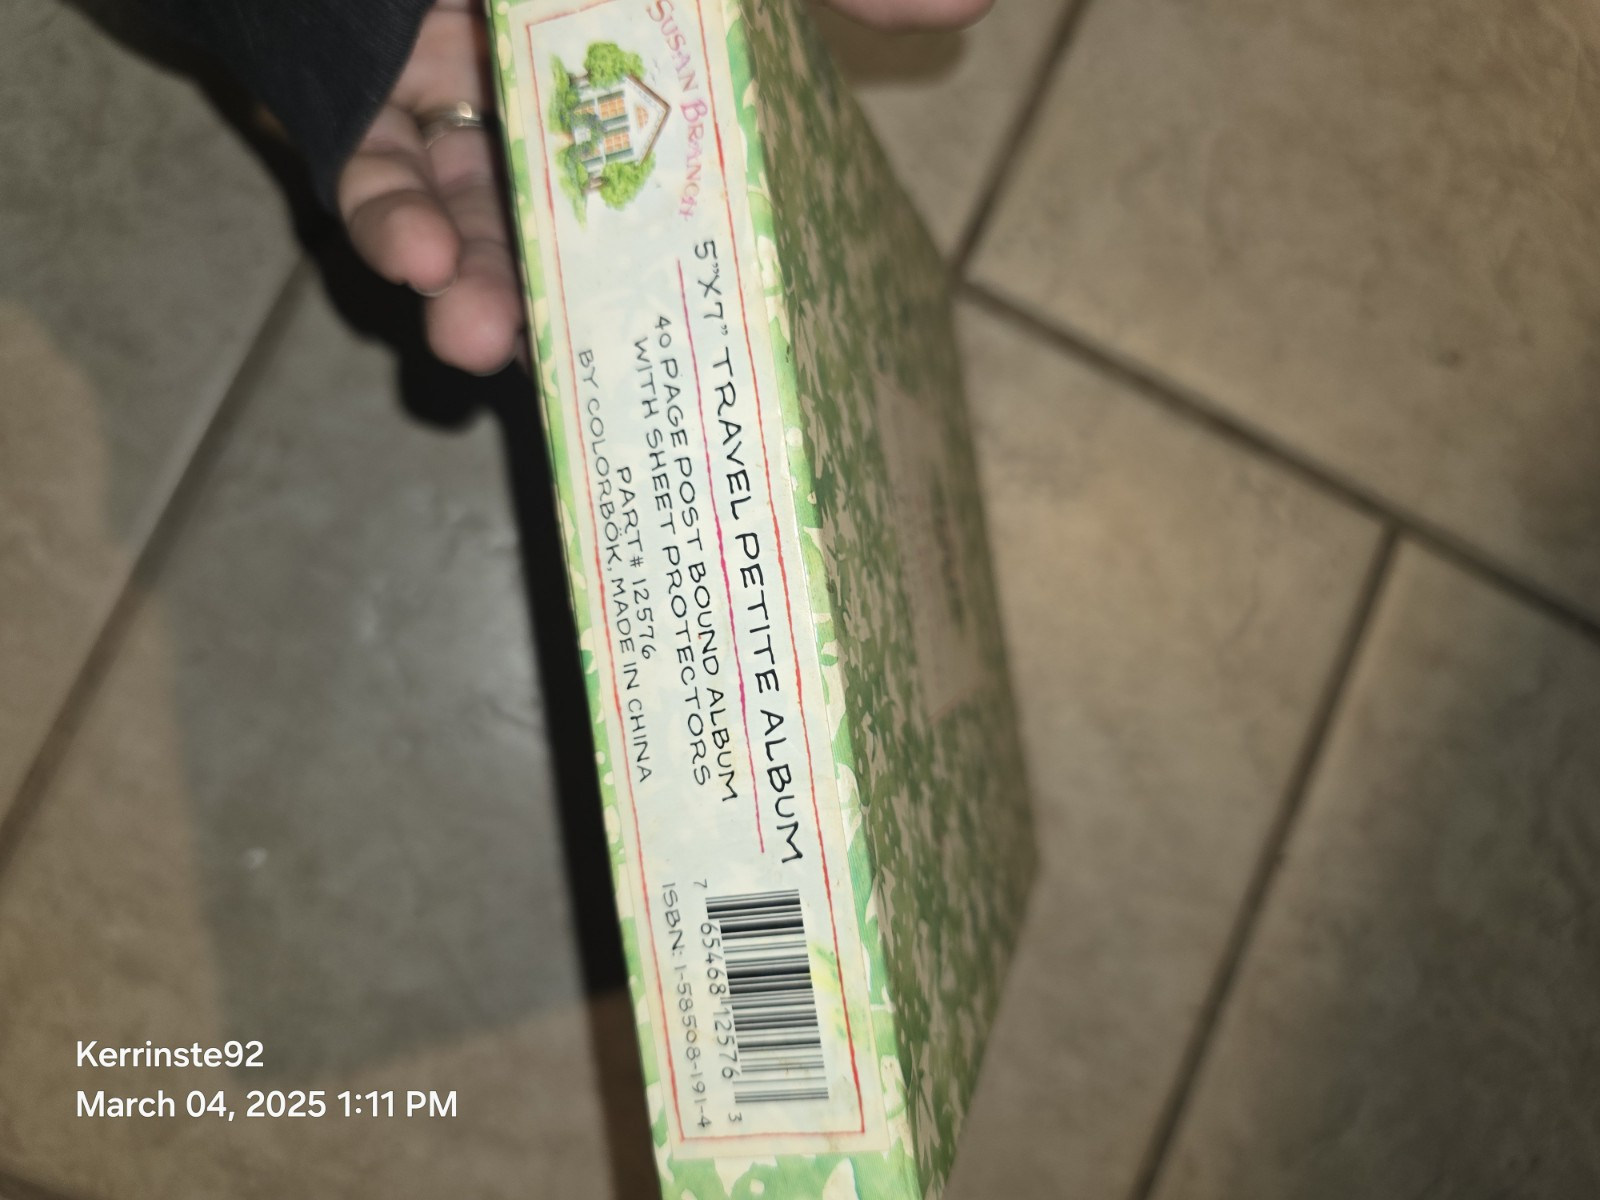 SUSAN BRANCH
5"X7" TRAVEL PETITE ALBUM
40 PAGE POST BOUND ALBUM
WITH SHEET PROTECTORS
PART# 12576
BY COLORBÖK, MADE IN CHINA
7 65468 12576 3
ISBN: 1-58508-191-4
Kerrinste92
March 04, 2025 1:11 PM